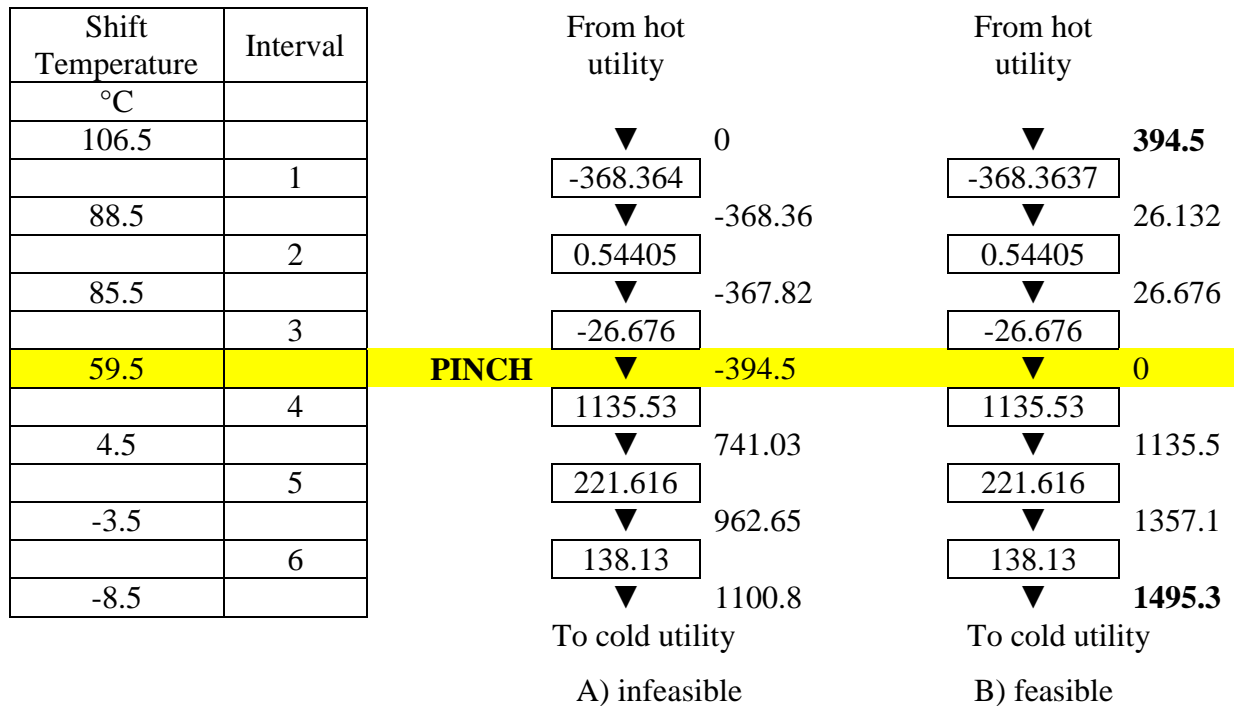 Shift Temperature Interval From hot utility From hot utility
°C
106.5 ▼ 0 ▼ 394.5
1 -368.364 -368.3637
88.5 ▼ -368.36 ▼ 26.132
2 0.54405 0.54405
85.5 ▼ -367.82 ▼ 26.676
3 -26.676 -26.676
59.5 PINCH ▼ -394.5 ▼ 0
4 1135.53 1135.53
4.5 ▼ 741.03 ▼ 1135.5
5 221.616 221.616
-3.5 ▼ 962.65 ▼ 1357.1
6 138.13 138.13
-8.5 ▼ 1100.8 ▼ 1495.3
To cold utility To cold utility
A) infeasible B) feasible